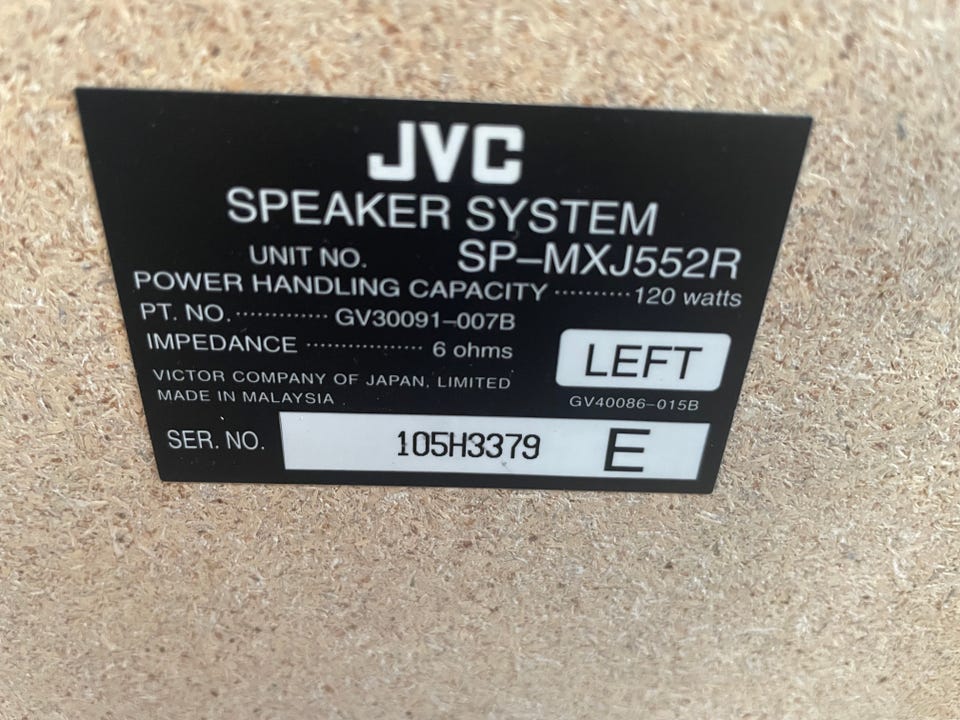 JVC
SPEAKER SYSTEM
UNIT NO. SP-MXJ552R
POWER HANDLING CAPACITY ·········· 120 watts
PT. NO. ············· GV30091-007B
IMPEDANCE ················· 6 ohms
LEFT
VICTOR COMPANY OF JAPAN, LIMITED
MADE IN MALAYSIA
GV40086-015B
SER. NO. 105H3379 E